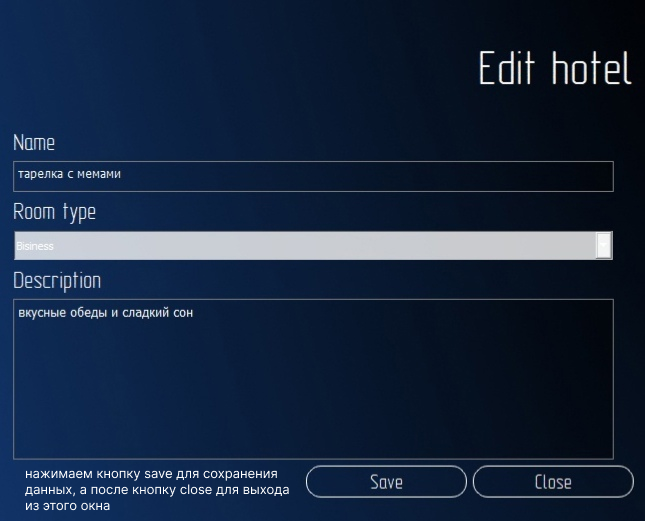 Edit hotel
Name
тарелка с мемами
Room type
Bisiness
Description
вкусные обеды и сладкий сон
нажимаем кнопку save для сохранения
данных, а после кнопку close для выхода
из этого окна
Save
Close